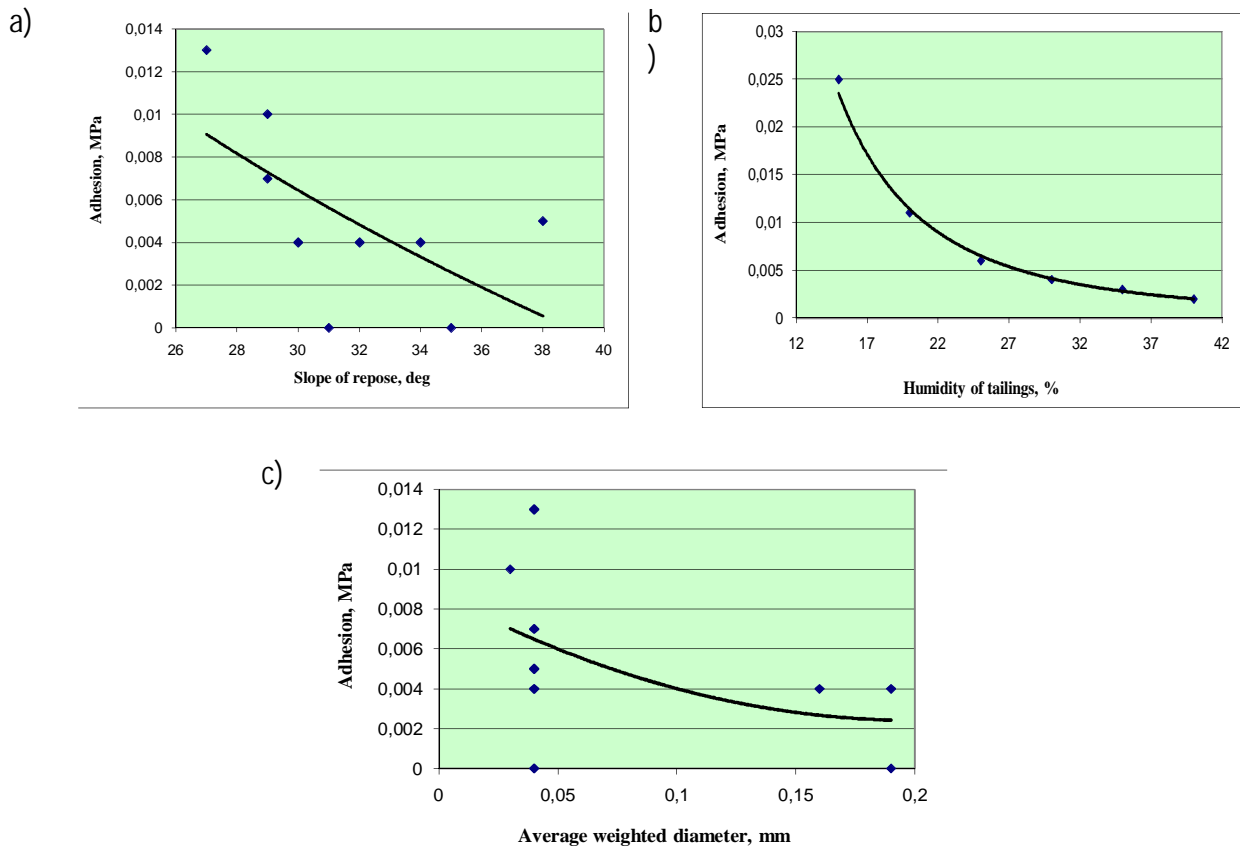 a)
0,014
0,012
0,01
0,008
0,006
0,004
0,002
0
Adhesion, MPa
26 28 30 32 34 36 38 40
Slope of repose, deg
b
)
0,03
0,025
0,02
0,015
0,01
0,005
0
Adhesion, MPa
12 17 22 27 32 37 42
Humidity of tailings, %
c)
0,014
0,012
0,01
0,008
0,006
0,004
0,002
0
Adhesion, MPa
0 0,05 0,1 0,15 0,2
Average weighted diameter, mm